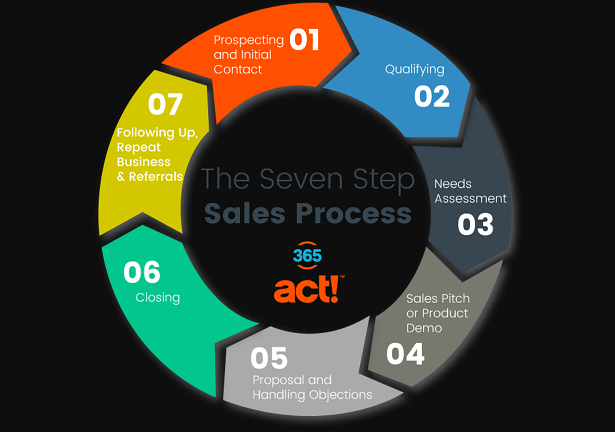 Prospecting
and Initial
Contact
01
Qualifying
02
Needs
Assessment
03
Sales Pitch
or Product
Demo
04
05
Proposal and
Handling Objections
06
Closing
07
Following Up,
Repeat
Business
& Referrals
The Seven Step
Sales Process
365
act!™